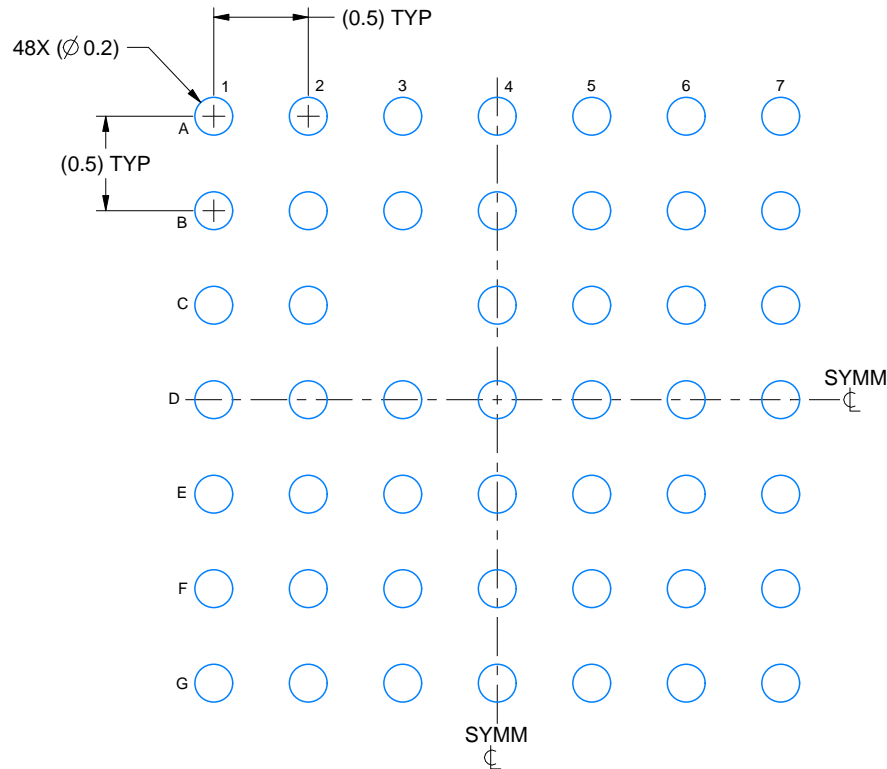 (0.5) TYP
48X (∅ 0.2)
1 2 3 4 5 6 7
A
(0.5) TYP
B
C
SYMM
D
℄
E
F
G
SYMM
℄